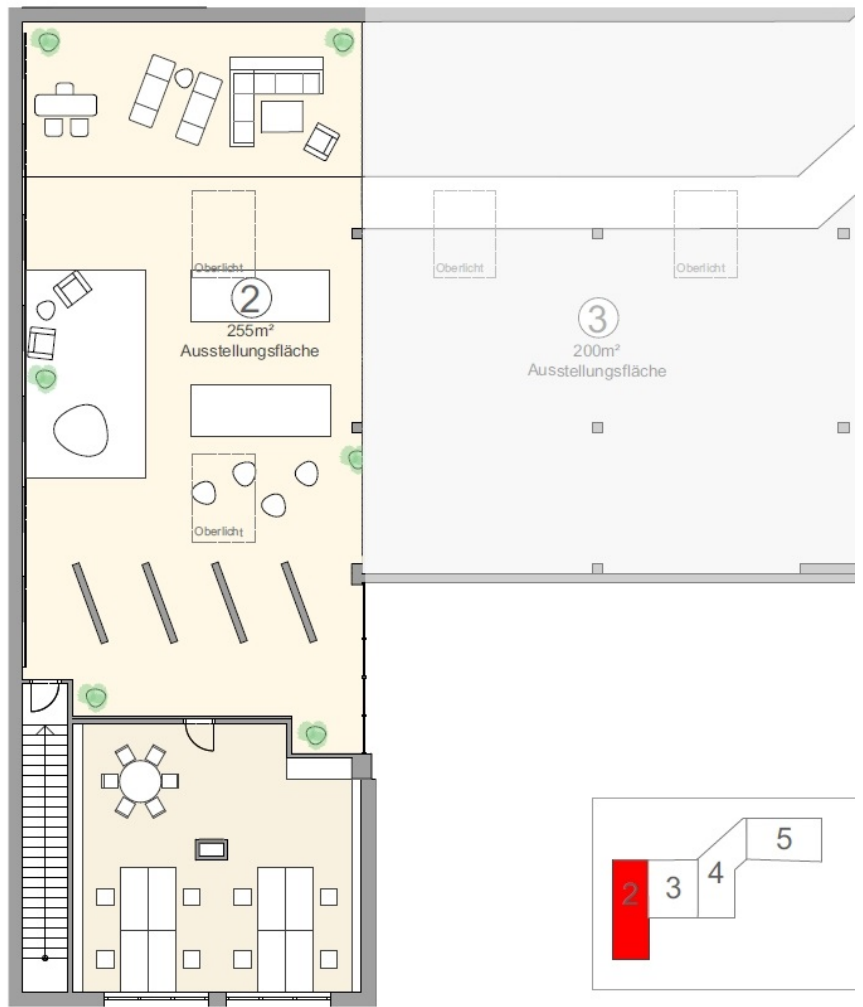 Oberlicht
2
255m²
Ausstellungsfläche
Oberlicht
Oberlicht
Oberlicht
3
200m²
Ausstellungsfläche
2
3
4
5